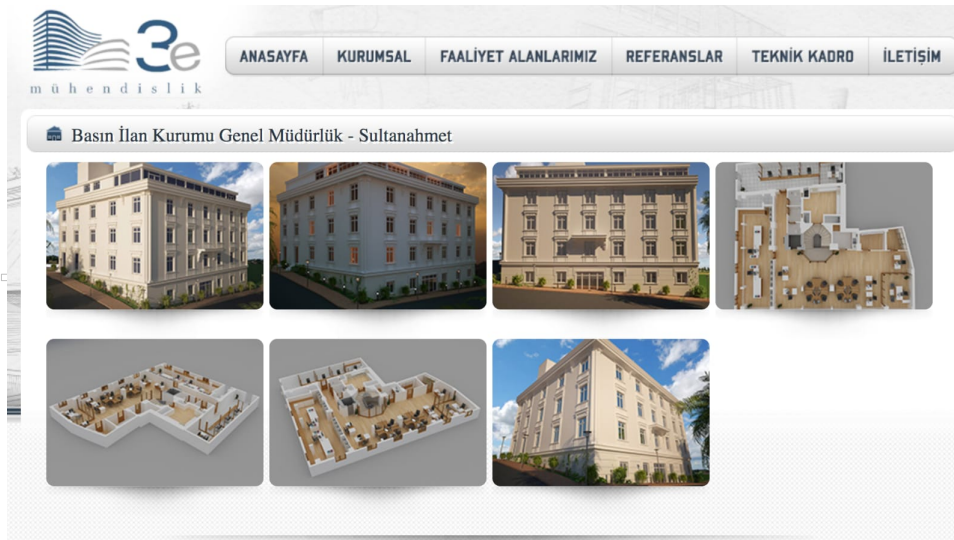 3e
mühendislik
ANASAYFA
KURUMSAL
FAALİYET ALANLARIMIZ
REFERANSLAR
TEKNİK KADRO
İLETİŞİM
Basın İlan Kurumu Genel Müdürlük - Sultanahmet